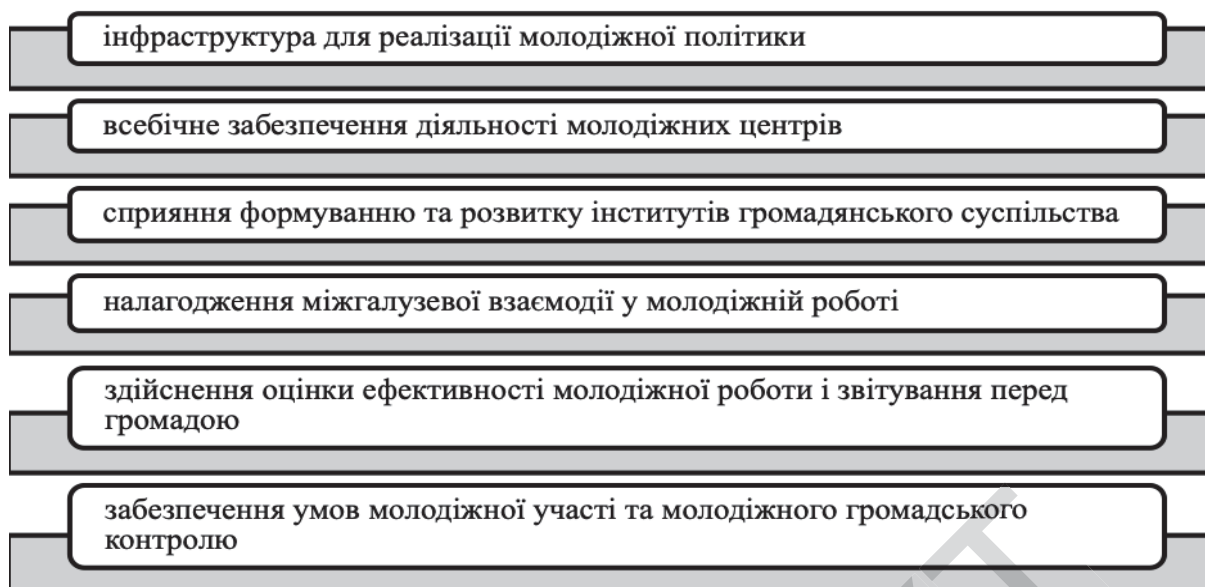 інфраструктура для реалізації молодіжної політики
всебічне забезпечення діяльності молодіжних центрів
сприяння формуванню та розвитку інститутів громадянського суспільства
налагодження міжгалузевої взаємодії у молодіжній роботі
здійснення оцінки ефективності молодіжної роботи і звітування перед
громадою
забезпечення умов молодіжної участі та молодіжного громадського
контролю